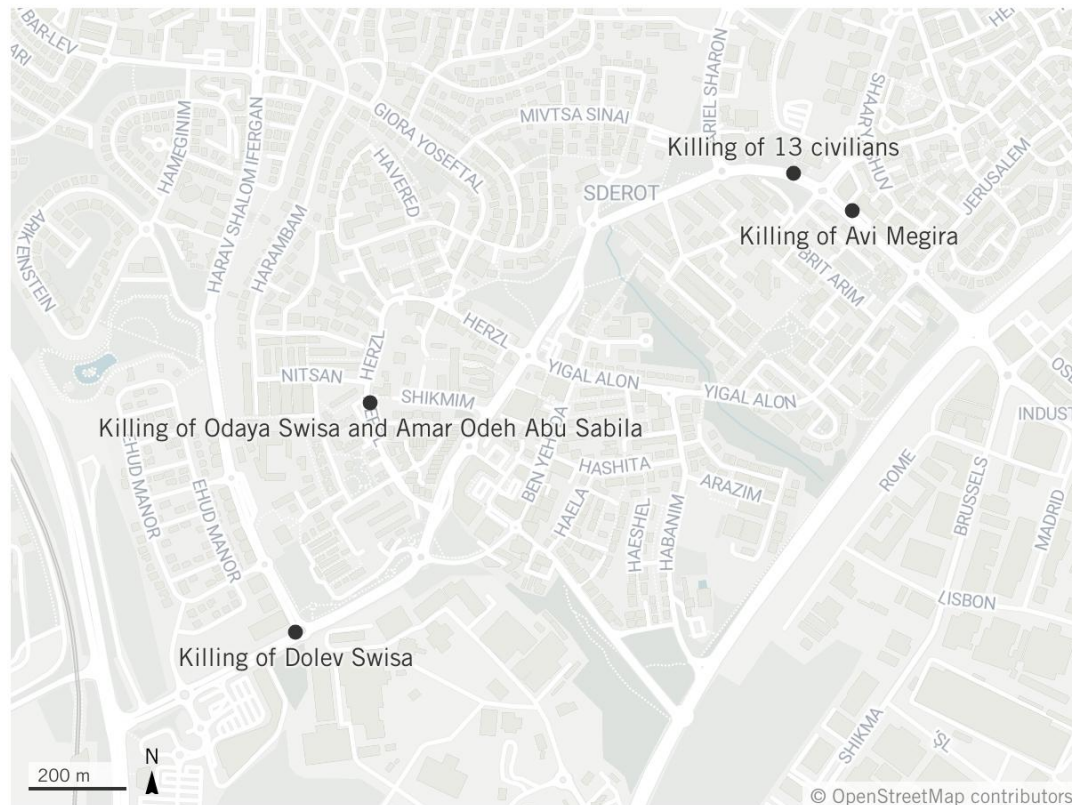 BAR-LEV
ARI
HAMEGINIM
HARAV SHALOM IFERGAN
GIORA YOSEFTAL
MIVTSA SINAI
ARIEL SHARON
Killing of 13 civilians
JERUSALEM
HAVERED
SDEROT
ARIK EINSTEIN
HARAMBAM
Killing of Avi Megira
BRIT ARIM
HERZL
HERZL
YIGAL ALON
YIGAL ALON
NITSAN
SHIKMIM
INDUST
Killing of Odaya Swisa and Amar Odeh Abu Sabila
BEN YEHUDA
HASHITA
ROME
BRUSSELS
MADRID
EHUD MANOR
EHUD MANOR
HAELA
ARAZIM
HAESHEL
HABANIM
LISBON
Killing of Dolev Swisa
SHIKMA
200 m
N
© OpenStreetMap contributors